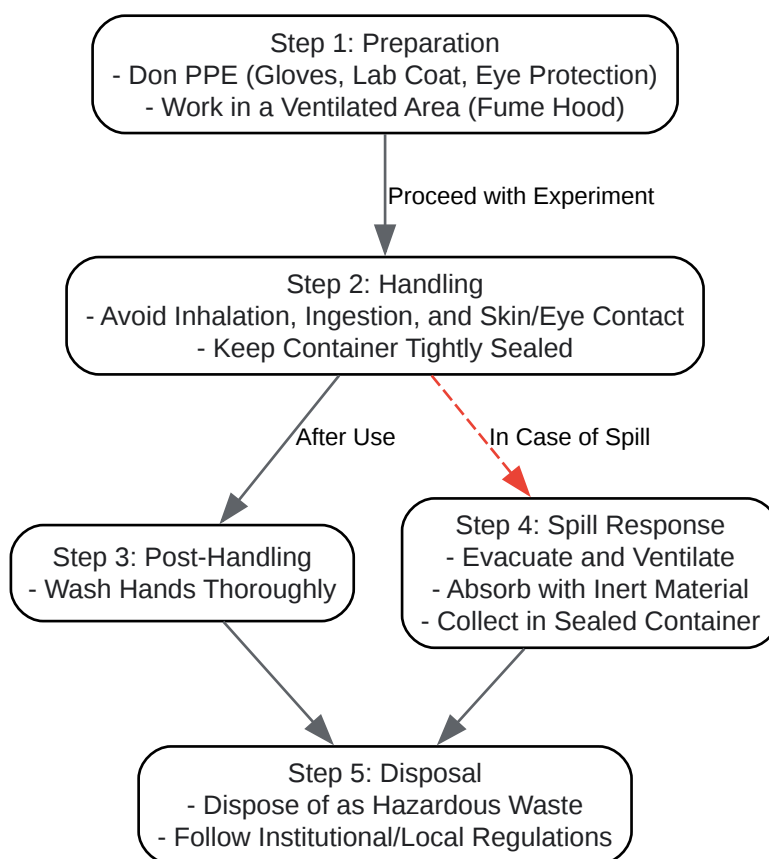 Step 1: Preparation
- Don PPE (Gloves, Lab Coat, Eye Protection)
- Work in a Ventilated Area (Fume Hood)
Proceed with Experiment
Step 2: Handling
- Avoid Inhalation, Ingestion, and Skin/Eye Contact
- Keep Container Tightly Sealed
After Use
In Case of Spill
Step 3: Post-Handling
- Wash Hands Thoroughly
Step 4: Spill Response
- Evacuate and Ventilate
- Absorb with Inert Material
- Collect in Sealed Container
Step 5: Disposal
- Dispose of as Hazardous Waste
- Follow Institutional/Local Regulations